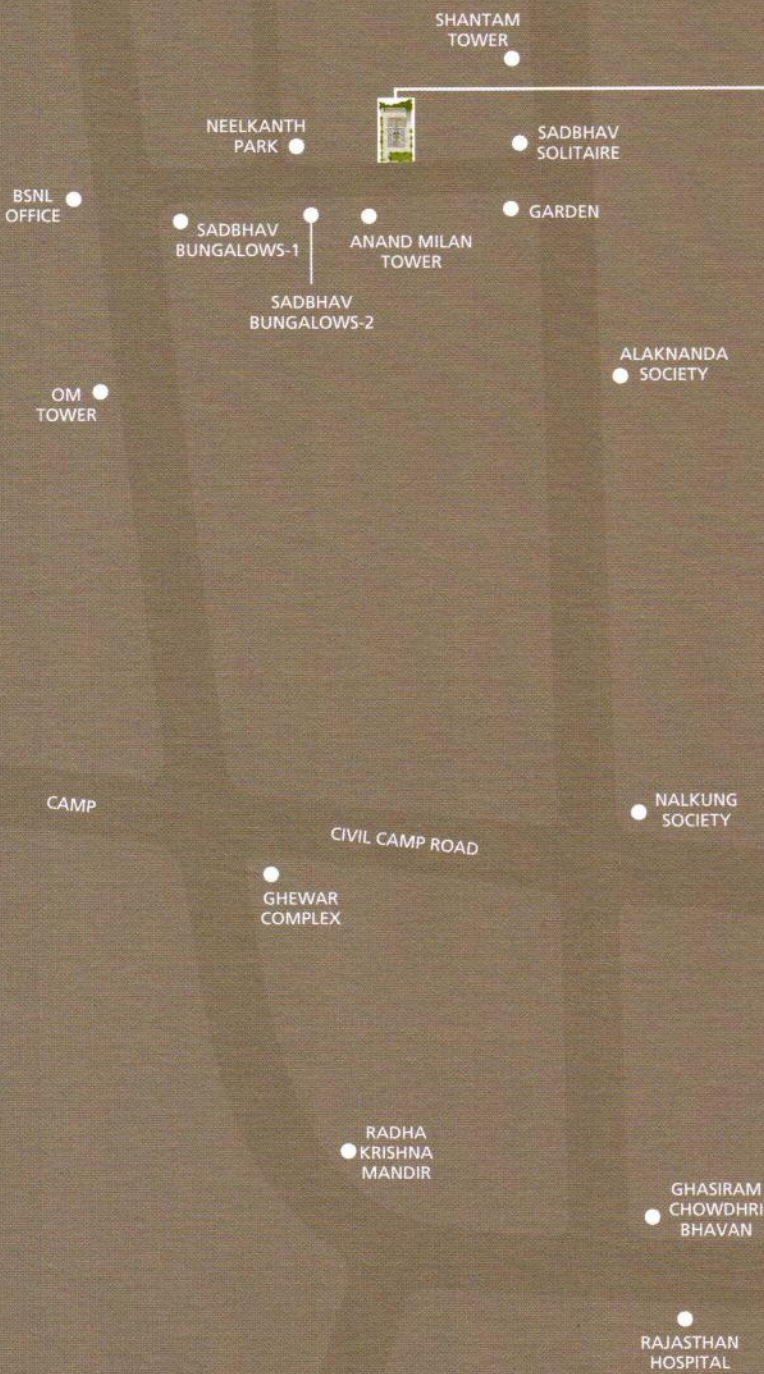 SHANTAM
TOWER
NEELKANTH
PARK
SADBHAV
SOLITAIRE
BSNL
OFFICE
SADBHAV
BUNGALOWS-1
ANAND MILAN
TOWER
GARDEN
SADBHAV
BUNGALOWS-2
ALAKNANDA
SOCIETY
OM
TOWER
CAMP
CIVIL CAMP ROAD
NALKUNG
SOCIETY
GHEWAR
COMPLEX
RADHA
KRISHNA
MANDIR
GHASIRAM
CHOWDHRI
BHAVAN
RAJASTHAN
HOSPITAL